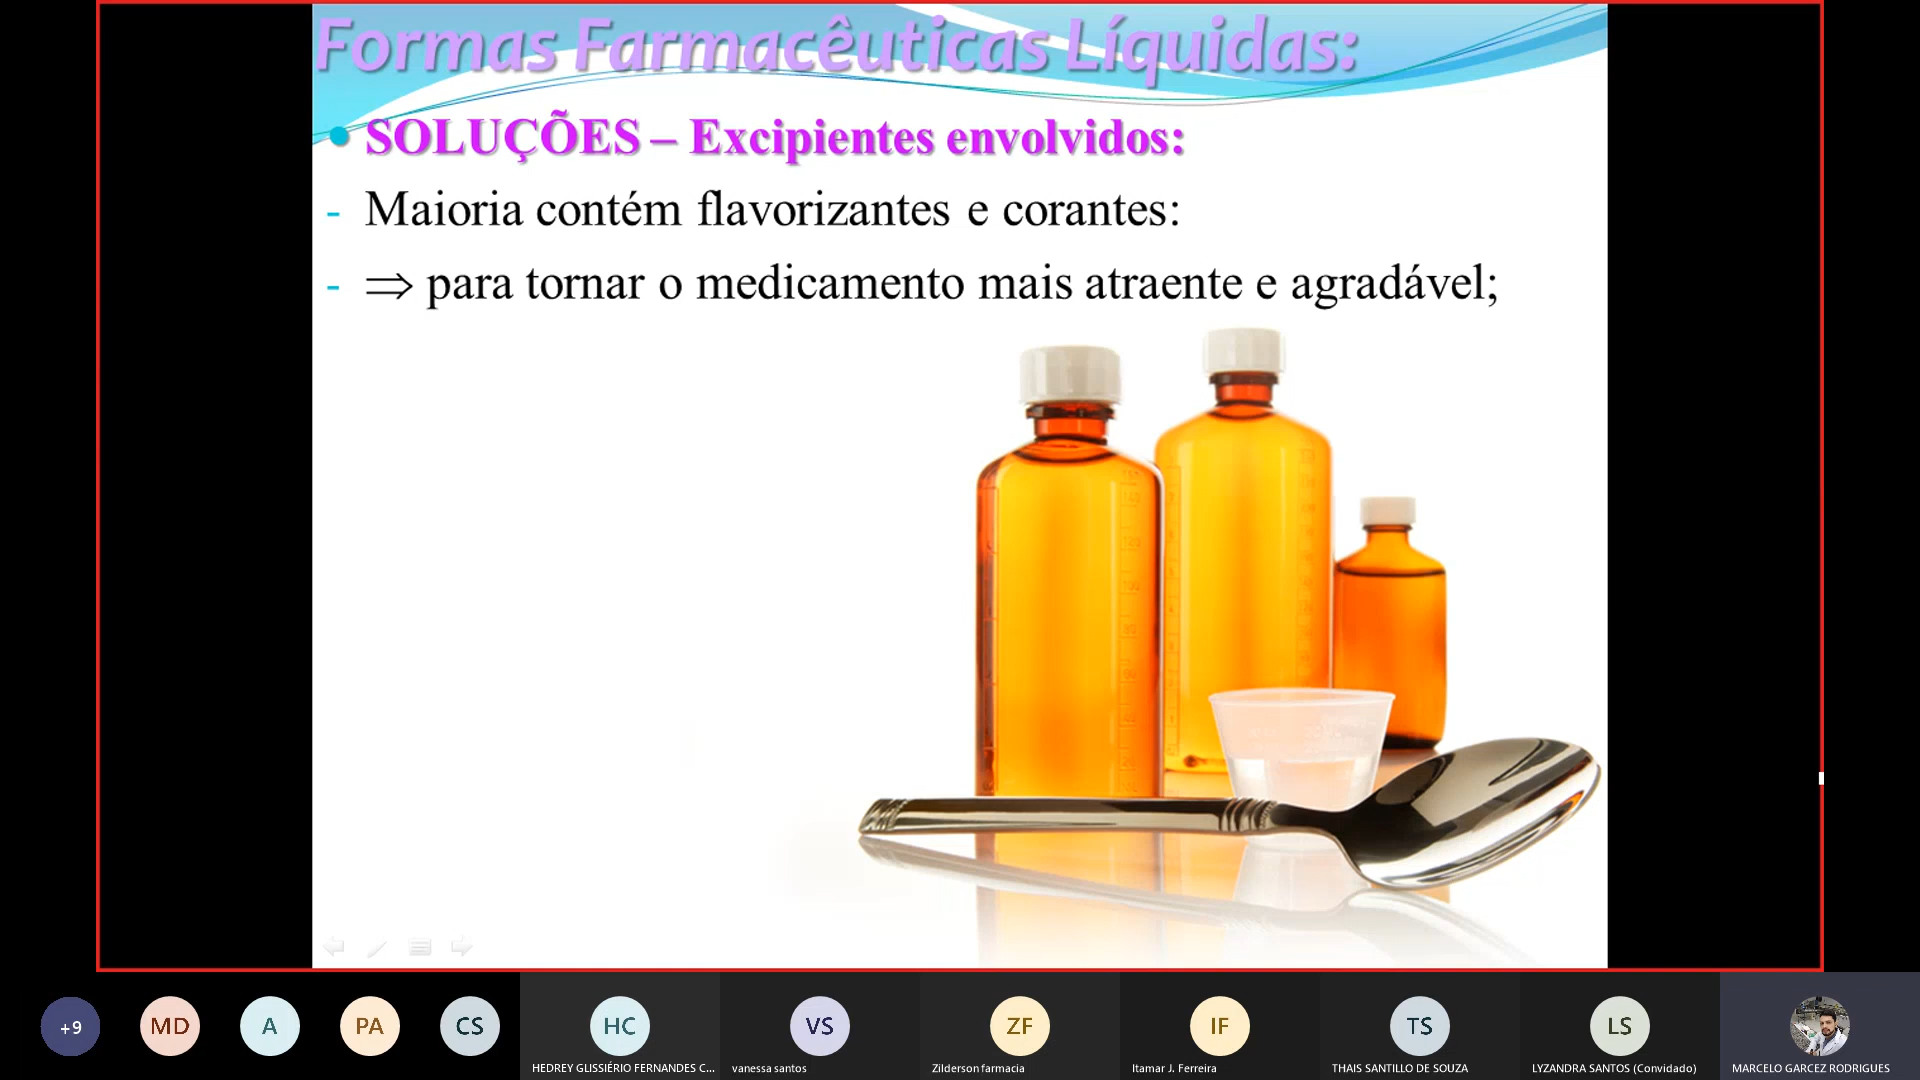 Formas Farmacêuticas Líquidas:
• SOLUÇÕES – Excipientes envolvidos:
- Maioria contém flavorizantes e corantes:
- ⇒ para tornar o medicamento mais atraente e agradável;
+9
MD
A
PA
CS
HC
VS
ZF
IF
TS
LS
HEDREY GLISSIÉRIO FERNANDES C...
vanessa santos
Zilderson farmacia
Itamar J. Ferreira
THAIS SANTILLO DE SOUZA
LYZANDRA SANTOS (Convidado)
MARCELO GARCEZ RODRIGUES